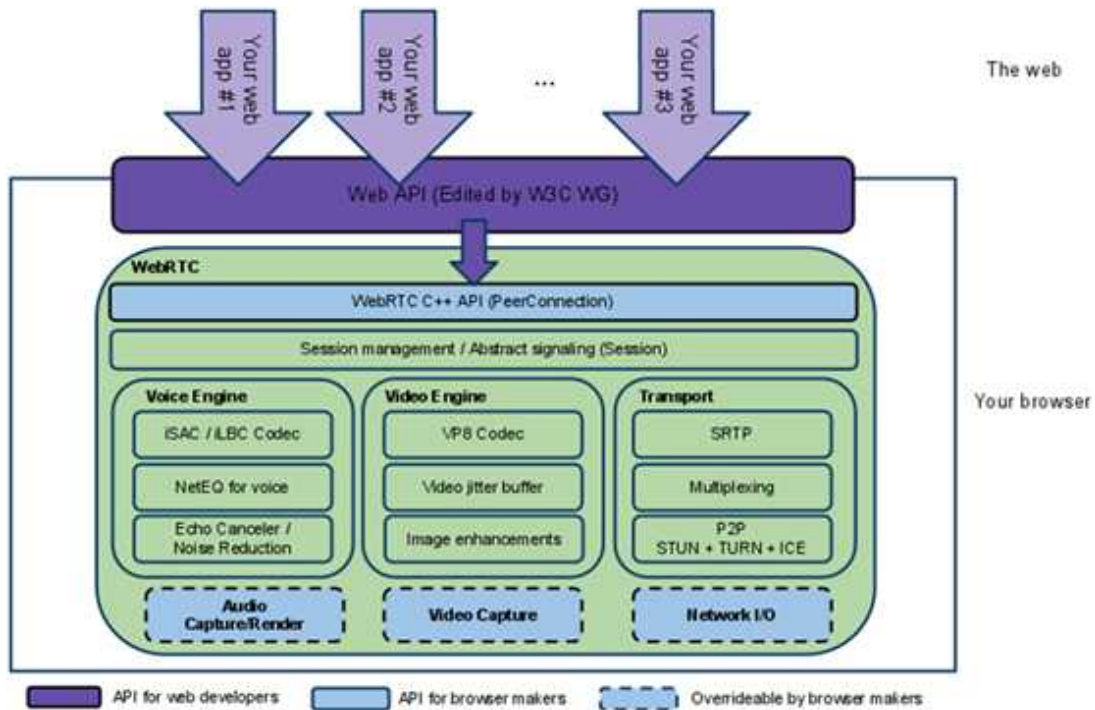 Your web
app #1
Your web
app #2
...
Your web
app #3
The web
Web API (Edited by W3C WG)
WebRTC
WebRTC C++ API (PeerConnection)
Session management / Abstract signaling (Session)
Voice Engine
iSAC / iLBC Codec
NetEQ for voice
Echo Canceler /
Noise Reduction
Video Engine
VP8 Codec
Video jitter buffer
Image enhancements
Transport
SRTP
Multiplexing
P2P
STUN + TURN + ICE
Your browser
Audio
Capture/Render
Video Capture
Network I/O
API for web developers
API for browser makers
Overrideable by browser makers